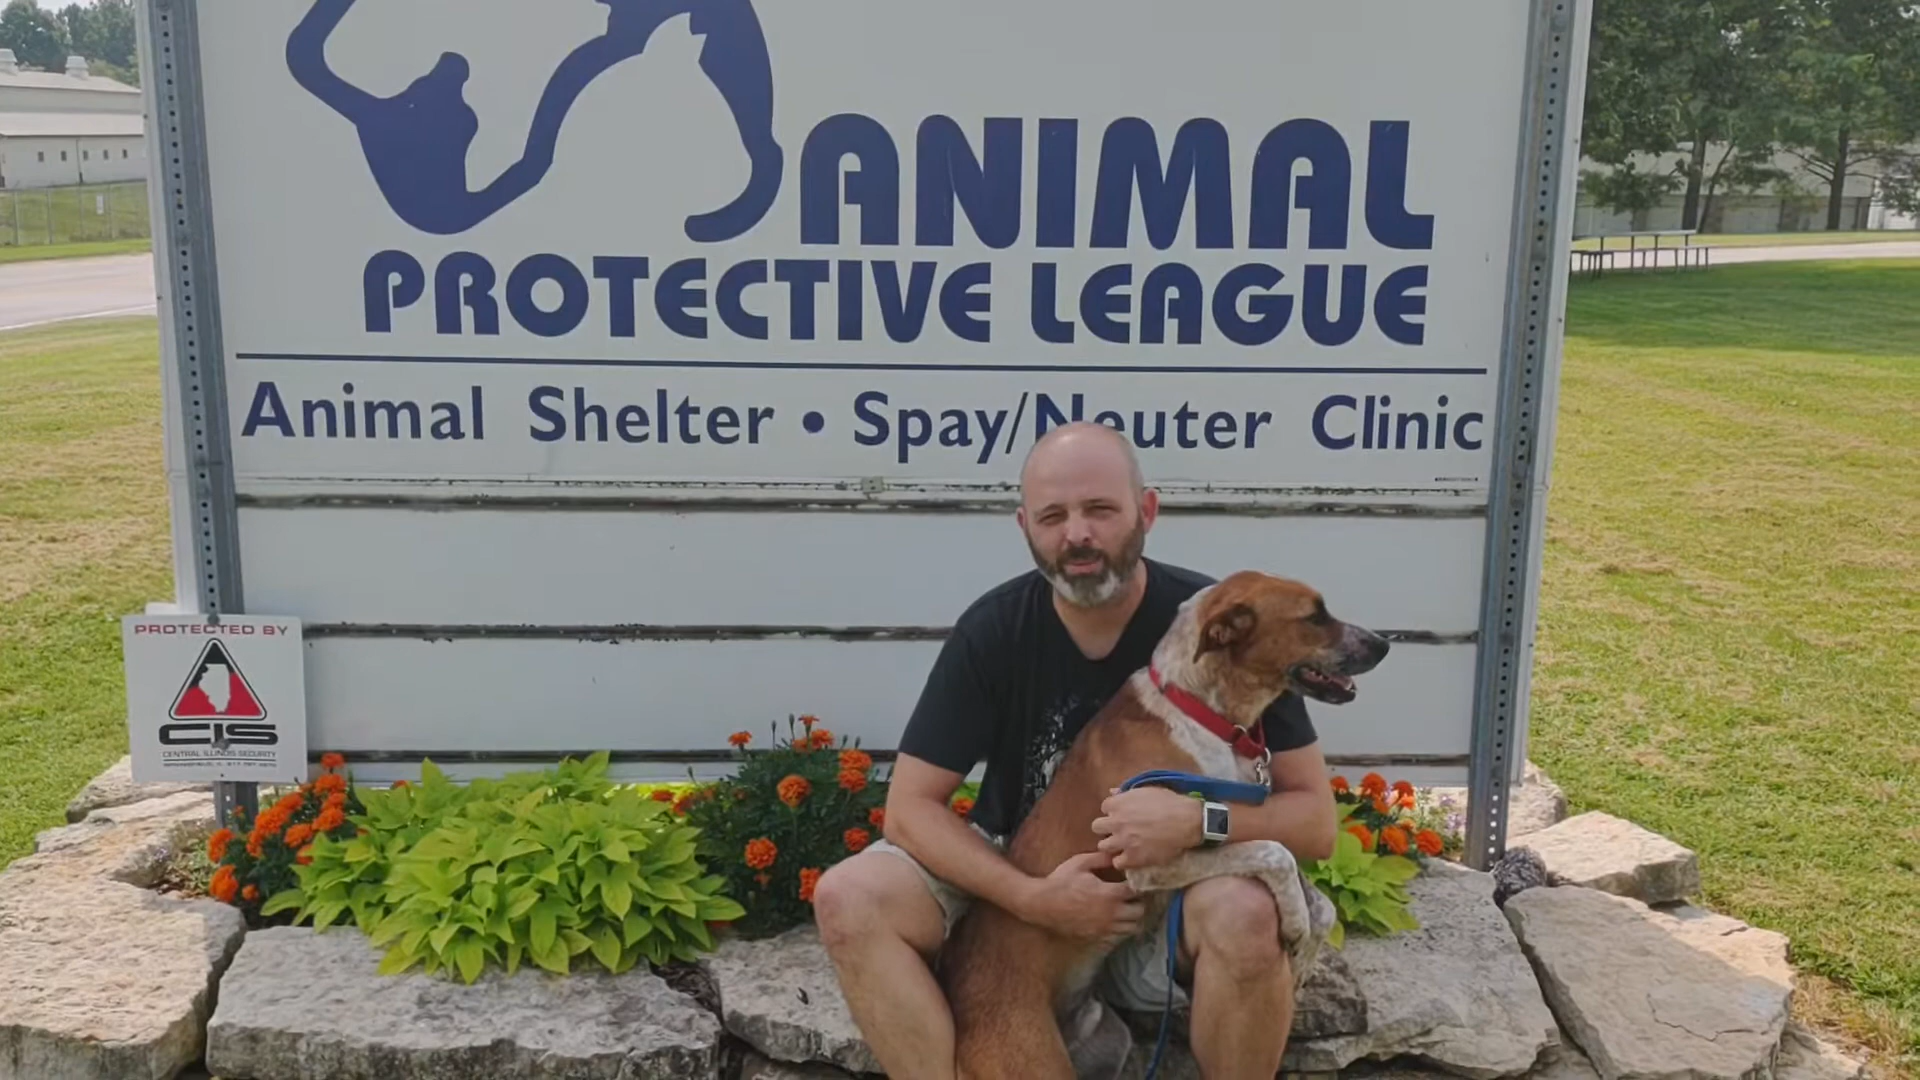 ANIMAL
PROTECTIVE LEAGUE
Animal Shelter • Spay/Neuter Clinic
PROTECTED BY
CIS
CENTRAL ILLINOIS SECURITY